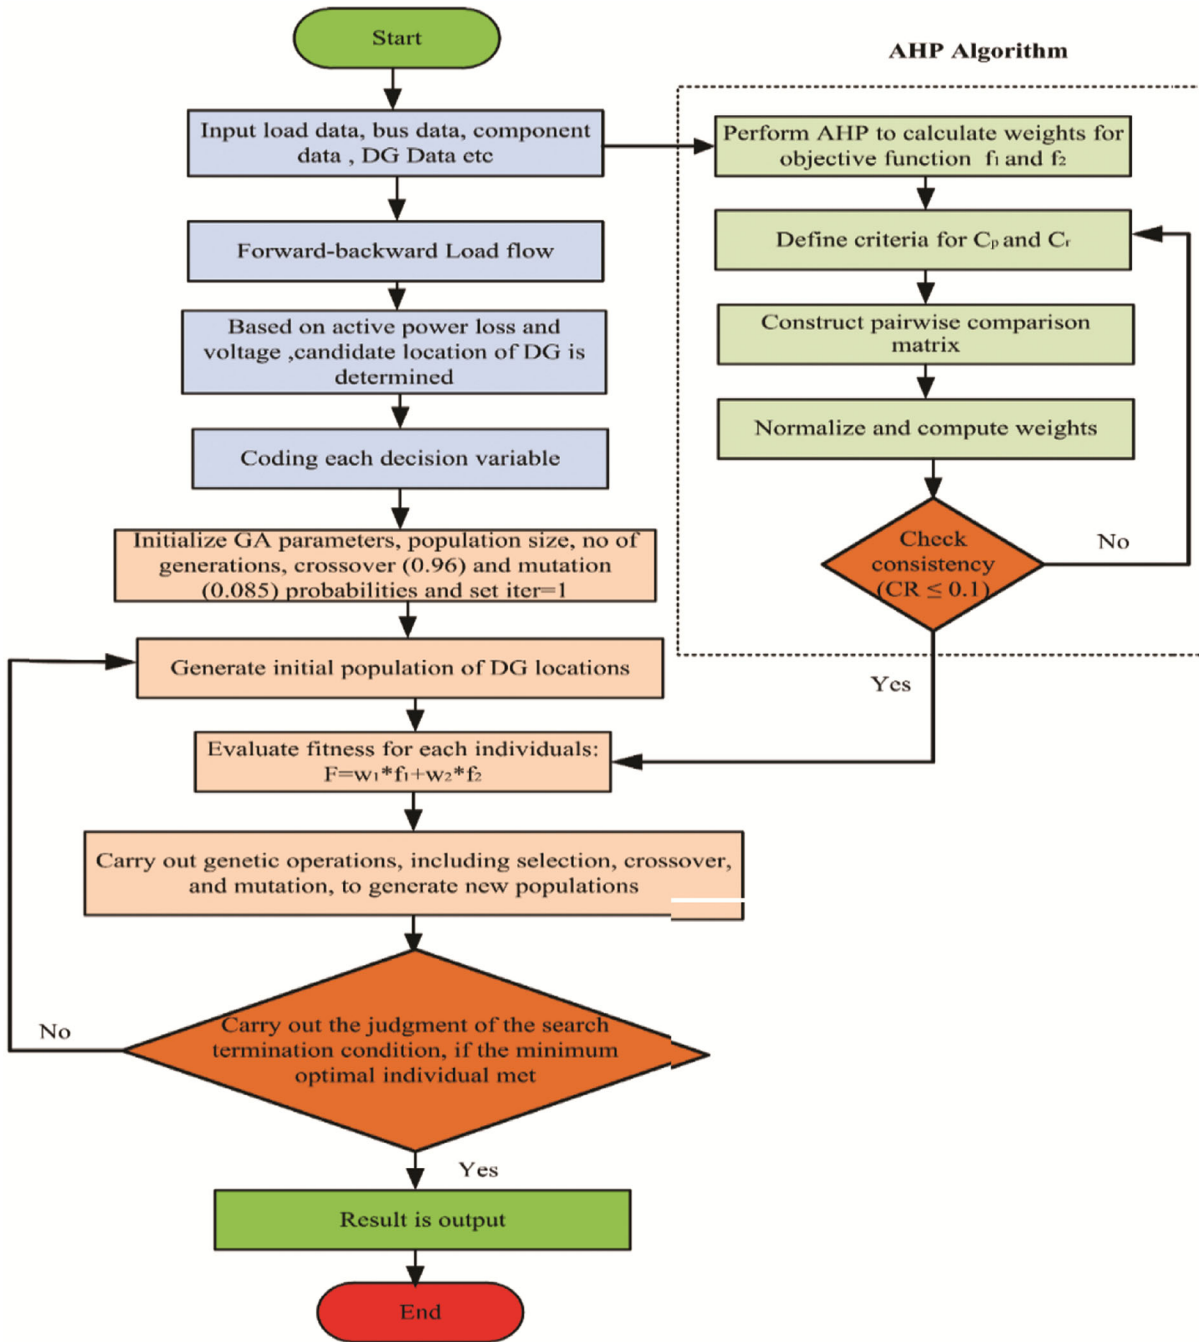 Start
AHP Algorithm
Input load data, bus data, component
data , DG Data etc
Perform AHP to calculate weights for
objective function f₁ and f₂
Forward-backward Load flow
Define criteria for Cₚ and Cᵣ
Based on active power loss and
voltage ,candidate location of DG is
determined
Construct pairwise comparison
matrix
Coding each decision variable
Normalize and compute weights
Initialize GA parameters, population size, no of
generations, crossover (0.96) and mutation
(0.085) probabilities and set iter=1
Check
consistency
(CR ≤ 0.1)
No
Generate initial population of DG locations
Yes
Evaluate fitness for each individuals:
F=w₁*f₁+w₂*f₂
Carry out genetic operations, including selection, crossover,
and mutation, to generate new populations
No
Carry out the judgment of the search
termination condition, if the minimum
optimal individual met
Yes
Result is output
End